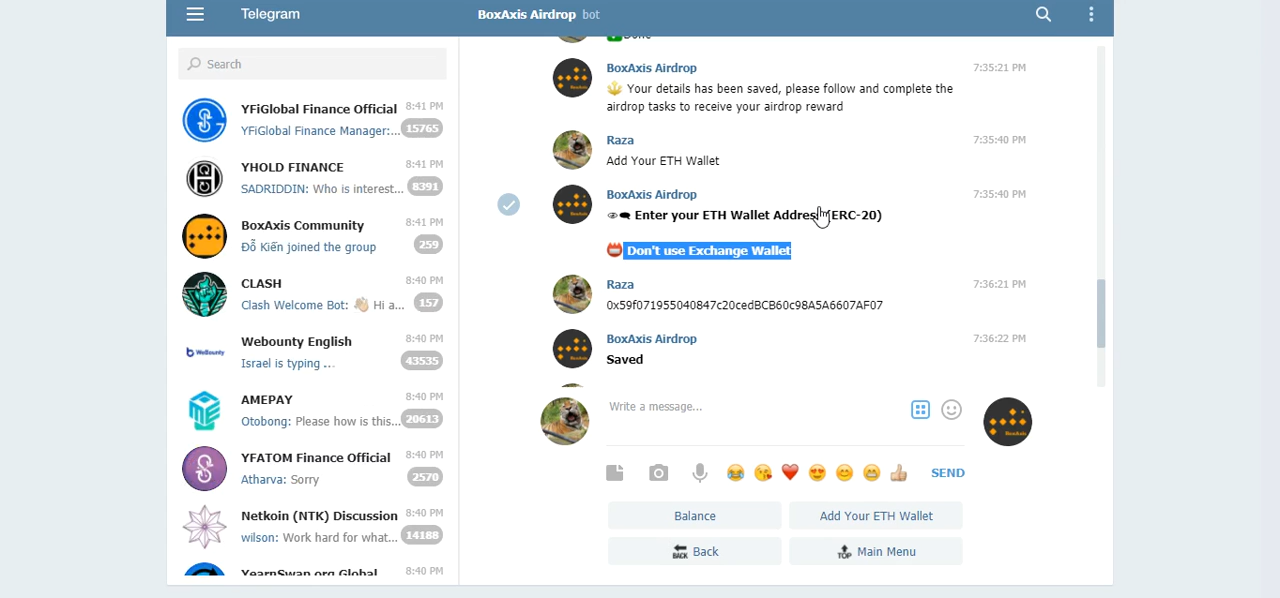 Telegram
BoxAxis Airdrop bot
Search
YFiGlobal Finance Official 8:41 PM
YFiGlobal Finance Manager:... 15765
YHOLD FINANCE 8:41 PM
SADRIDDIN: Who is interest... 8391
BoxAxis Community 8:41 PM
Đỗ Kiến joined the group 259
CLASH 8:40 PM
Clash Welcome Bot: 👋🏻 Hi a... 157
Webounty English 8:40 PM
WeBounty
Israel is typing ... 43535
AMEPAY 8:40 PM
Otobong: Please how is this... 20613
YFATOM Finance Official 8:40 PM
Atharva: Sorry 2570
Netkoin (NTK) Discussion 8:40 PM
wilson: Work hard for what... 14188
YearnSwap.org Global 8:40 PM
Done
BoxAxis Airdrop 7:35:21 PM
🔱 Your details has been saved, please follow and complete the
airdrop tasks to receive your airdrop reward
Raza 7:35:40 PM
Add Your ETH Wallet
BoxAxis Airdrop 7:35:40 PM
👁‍🗨 Enter your ETH Wallet Address (ERC-20)
📛 Don't use Exchange Wallet
Raza 7:36:21 PM
0x59f071955040847c20cedBCB60c98A5A6607AF07
BoxAxis Airdrop 7:36:22 PM
Saved
Write a message...
😂 😘 ❤️ 😍 😊 😁 👍🏼 SEND
Balance
Add Your ETH Wallet
🔙 Back
🔝 Main Menu